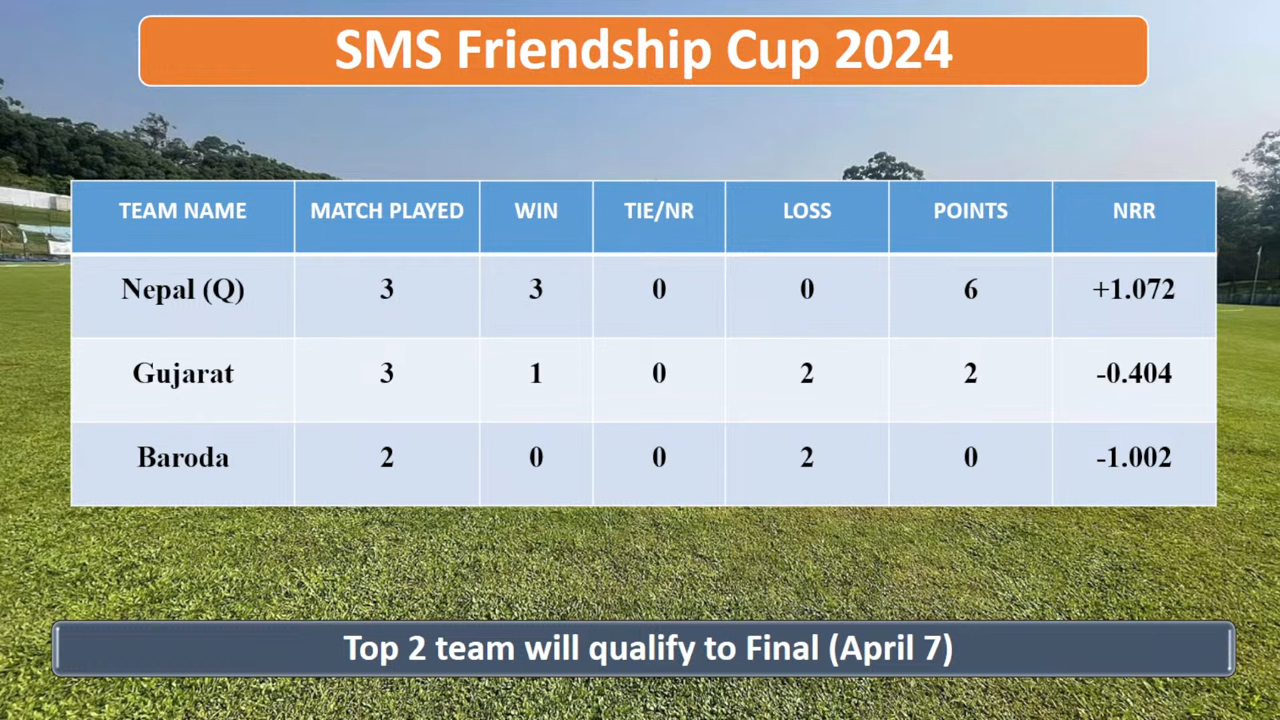 SMS Friendship Cup 2024
TEAM NAME MATCH PLAYED WIN TIE/NR LOSS POINTS NRR
Nepal (Q) 3 3 0 0 6 +1.072
Gujarat 3 1 0 2 2 -0.404
Baroda 2 0 0 2 0 -1.002
Top 2 team will qualify to Final (April 7)